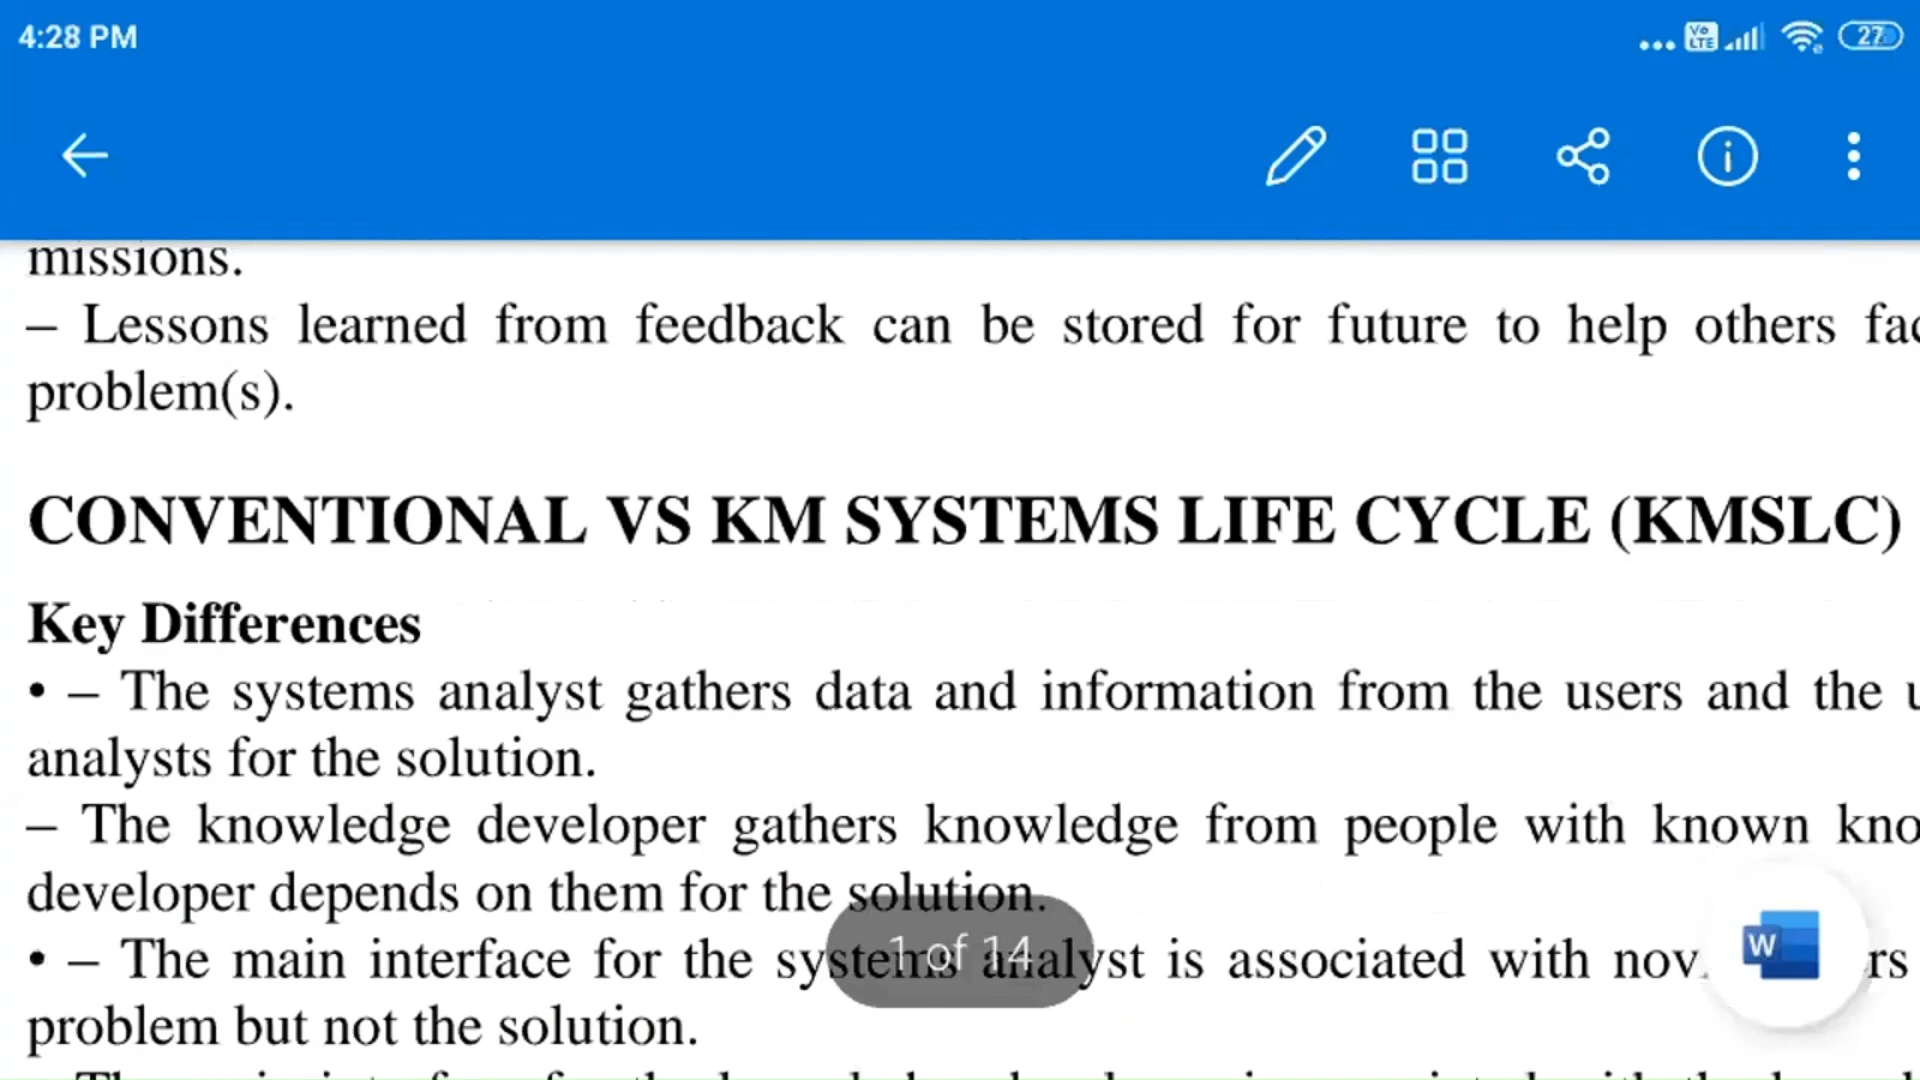 4:28 PM
Vo LTE
27
missions.
– Lessons learned from feedback can be stored for future to help others
problem(s).
CONVENTIONAL VS KM SYSTEMS LIFE CYCLE (KMSLC)
Key Differences
• – The systems analyst gathers data and information from the users and the
analysts for the solution.
– The knowledge developer gathers knowledge from people with known
developer depends on them for the solution.
1 of 14
• – The main interface for the systems analyst is associated with
W
problem but not the solution.